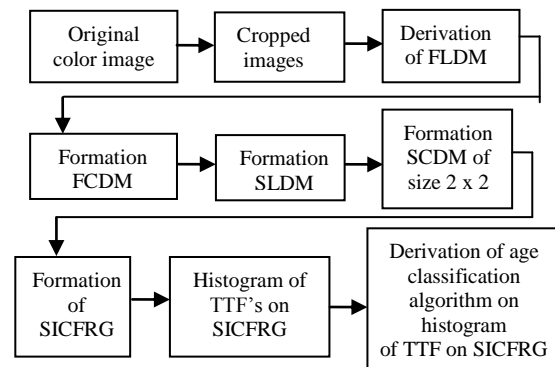 Original
color image
Cropped
images
Derivation
of FLDM
Formation
FCDM
Formation
SLDM
Formation
SCDM of
size 2 x 2
Formation
of
SICFRG
Histogram of
TTF's on
SICFRG
Derivation of age
classification
algorithm on
histogram
of TTF on SICFRG